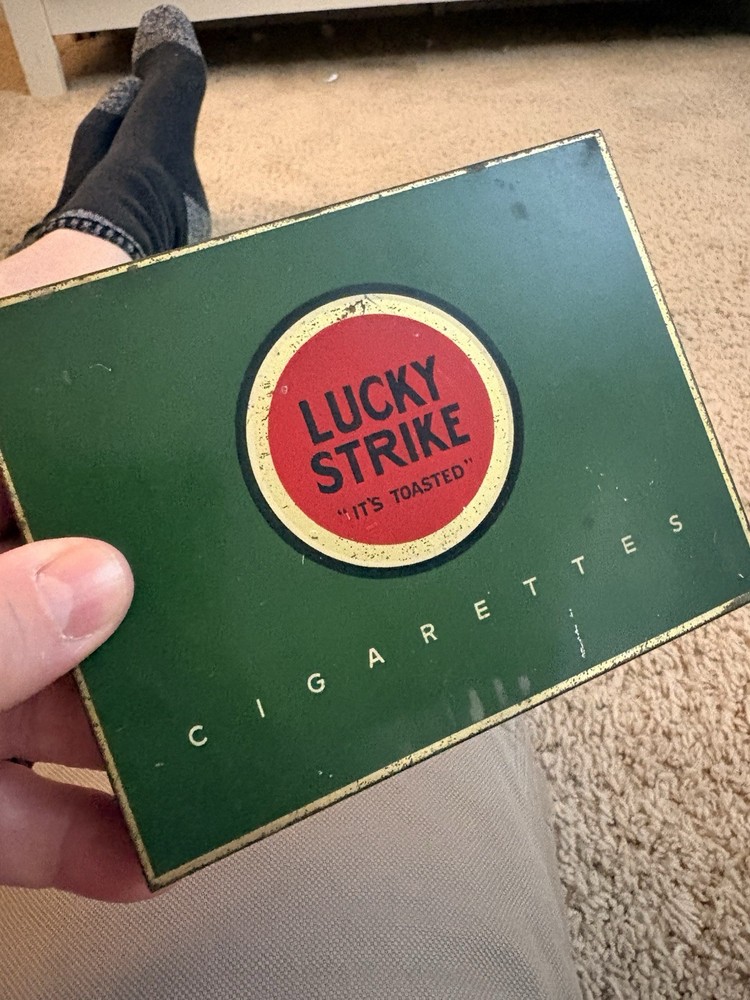 LUCKY
STRIKE
"IT'S TOASTED"
CIGARETTES